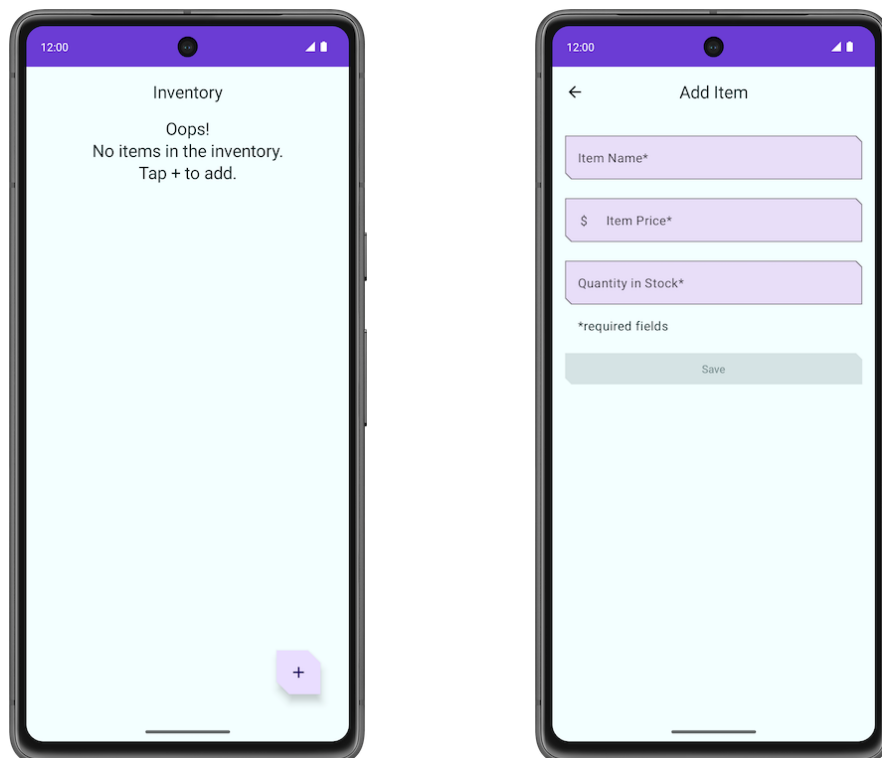 12:00
Inventory
Oops!
No items in the inventory.
Tap + to add.
+
12:00
Add Item
Item Name*
$ Item Price*
Quantity in Stock*
*required fields
Save